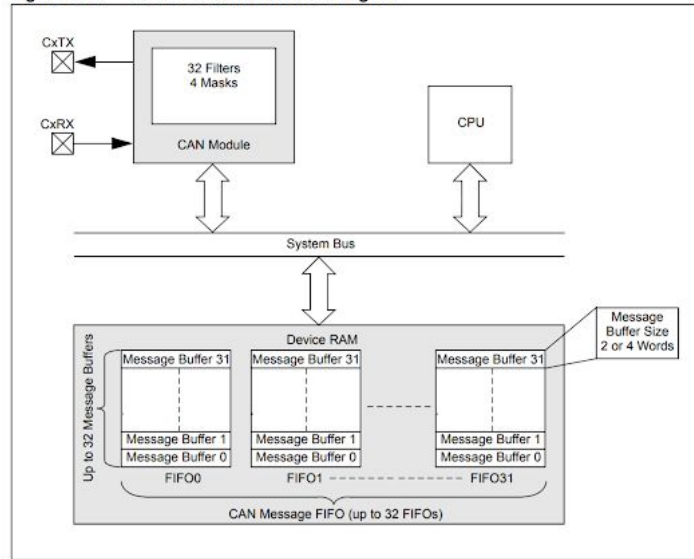 CxTX
CxRX
32 Filters
4 Masks
CAN Module
CPU
System Bus
Device RAM
Up to 32 Message Buffers
Message Buffer 31
Message Buffer 1
Message Buffer 0
FIFO0
Message Buffer 31
Message Buffer 1
Message Buffer 0
FIFO1
Message Buffer 31
Message Buffer 1
Message Buffer 0
FIFO31
Message
Buffer Size
2 or 4 Words
CAN Message FIFO (up to 32 FIFOs)